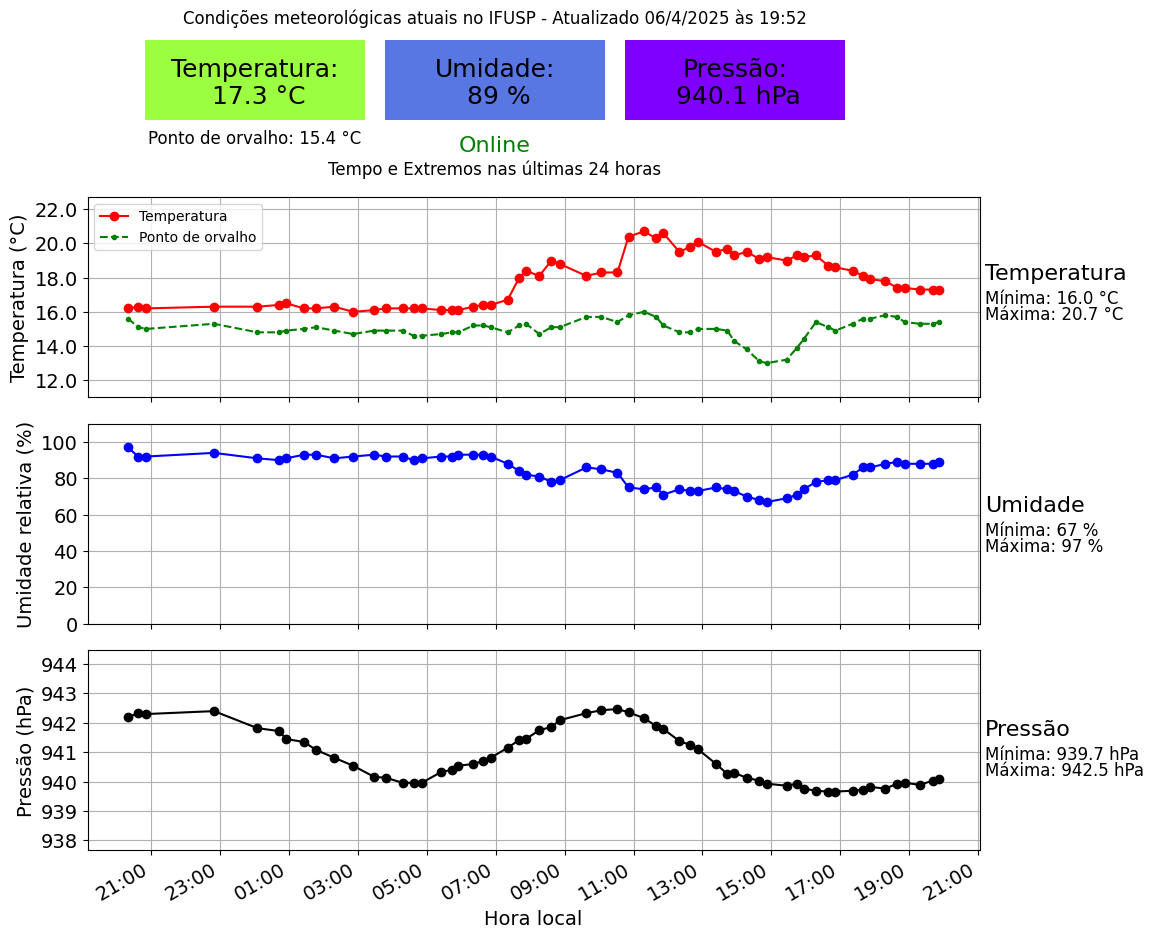 Condições meteorológicas atuais no IFUSP - Atualizado 06/4/2025 às 19:52
Temperatura:
17.3 °C
Umidade:
89 %
Pressão:
940.1 hPa
Ponto de orvalho: 15.4 °C
Online
Tempo e Extremos nas últimas 24 horas
Temperatura (°C)
22.0
20.0
18.0
16.0
14.0
12.0
Temperatura
Ponto de orvalho
Temperatura
Mínima: 16.0 °C
Máxima: 20.7 °C
Umidade relativa (%)
100
80
60
40
20
0
Umidade
Mínima: 67 %
Máxima: 97 %
Pressão (hPa)
944
943
942
941
940
939
938
Pressão
Mínima: 939.7 hPa
Máxima: 942.5 hPa
21:00
23:00
01:00
03:00
05:00
07:00
09:00
11:00
13:00
15:00
17:00
19:00
21:00
Hora local